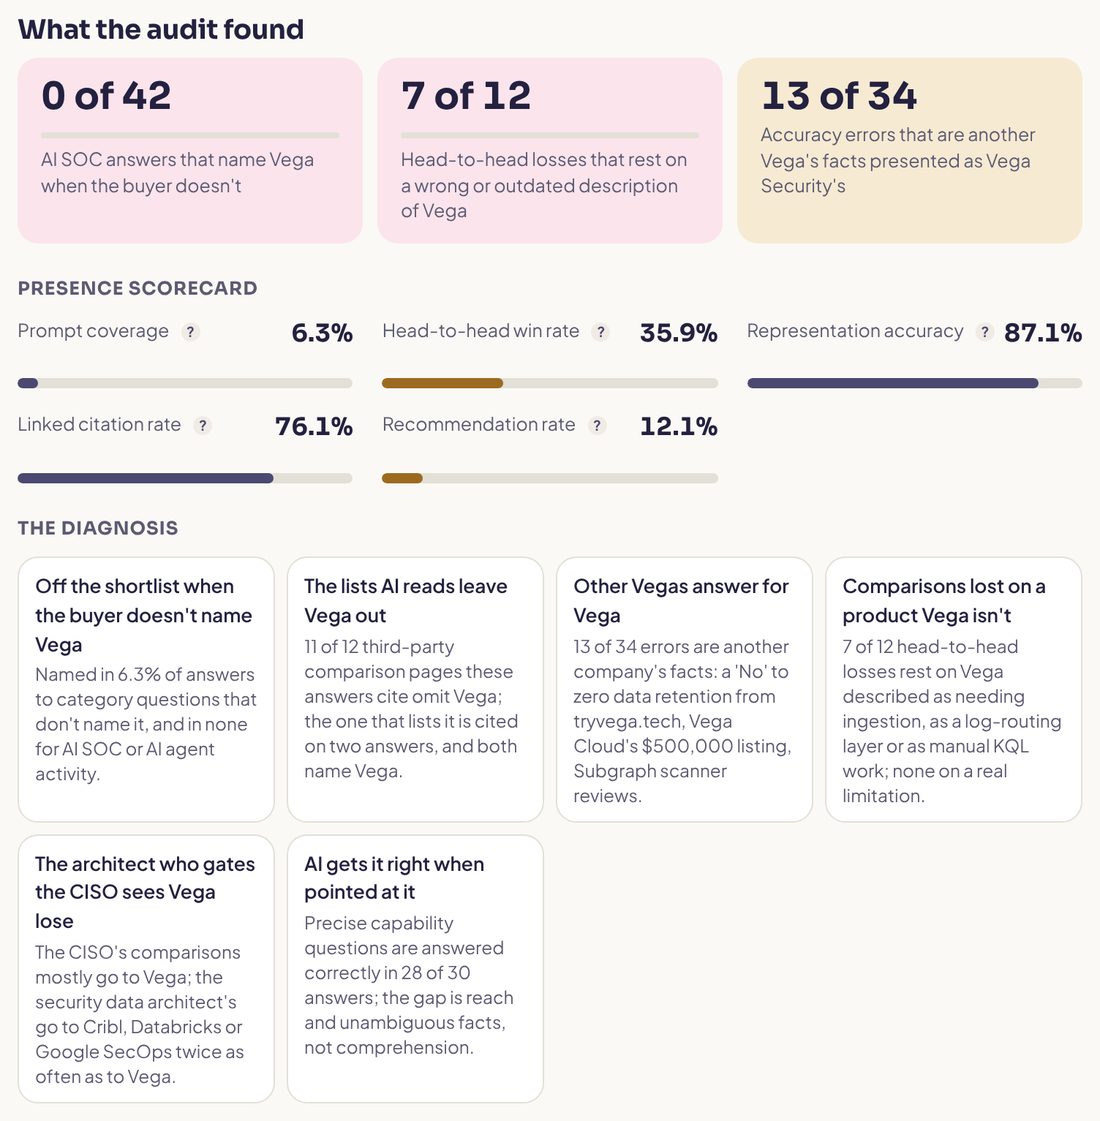 What the audit found
0 of 42
AI SOC answers that name Vega
when the buyer doesn't
7 of 12
Head-to-head losses that rest on
a wrong or outdated description
of Vega
13 of 34
Accuracy errors that are another
Vega's facts presented as Vega
Security's
PRESENCE SCORECARD
Prompt coverage ? 6.3%
Head-to-head win rate ? 35.9%
Representation accuracy ? 87.1%
Linked citation rate ? 76.1%
Recommendation rate ? 12.1%
THE DIAGNOSIS
Off the shortlist when
the buyer doesn't name
Vega
Named in 6.3% of answers
to category questions that
don't name it, and in none
for AI SOC or AI agent
activity.
The lists AI reads leave
Vega out
11 of 12 third-party
comparison pages these
answers cite omit Vega;
the one that lists it is cited
on two answers, and both
name Vega.
Other Vegas answer for
Vega
13 of 34 errors are another
company's facts: a 'No' to
zero data retention from
tryvega.tech, Vega
Cloud's $500,000 listing,
Subgraph scanner
reviews.
Comparisons lost on a
product Vega isn't
7 of 12 head-to-head
losses rest on Vega
described as needing
ingestion, as a log-routing
layer or as manual KQL
work; none on a real
limitation.
The architect who gates
the CISO sees Vega
lose
The CISO's comparisons
mostly go to Vega; the
security data architect's
go to Cribl, Databricks or
Google SecOps twice as
often as to Vega.
AI gets it right when
pointed at it
Precise capability
questions are answered
correctly in 28 of 30
answers; the gap is reach
and unambiguous facts,
not comprehension.